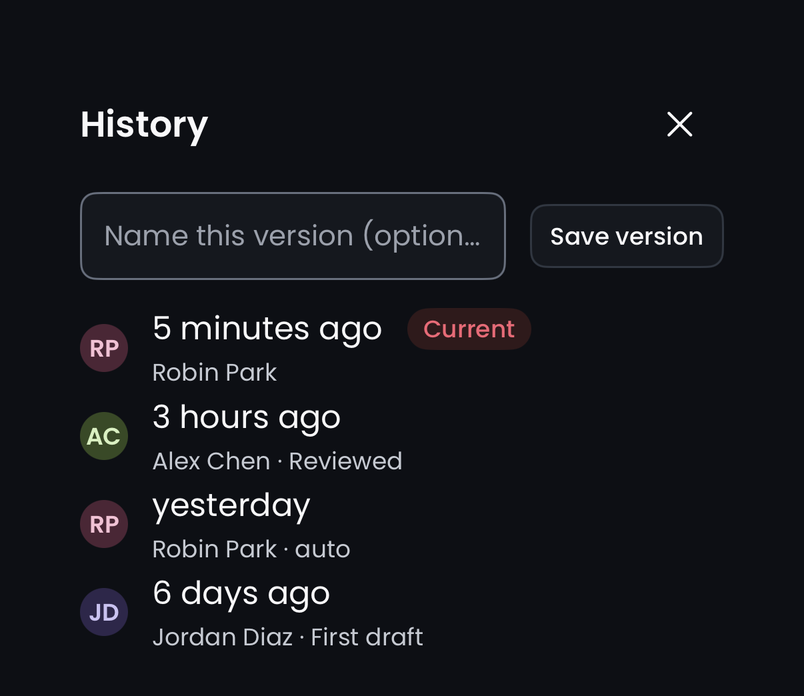 History
Name this version (option... Save version
RP 5 minutes ago Current
Robin Park
AC 3 hours ago
Alex Chen · Reviewed
RP yesterday
Robin Park · auto
JD 6 days ago
Jordan Diaz · First draft